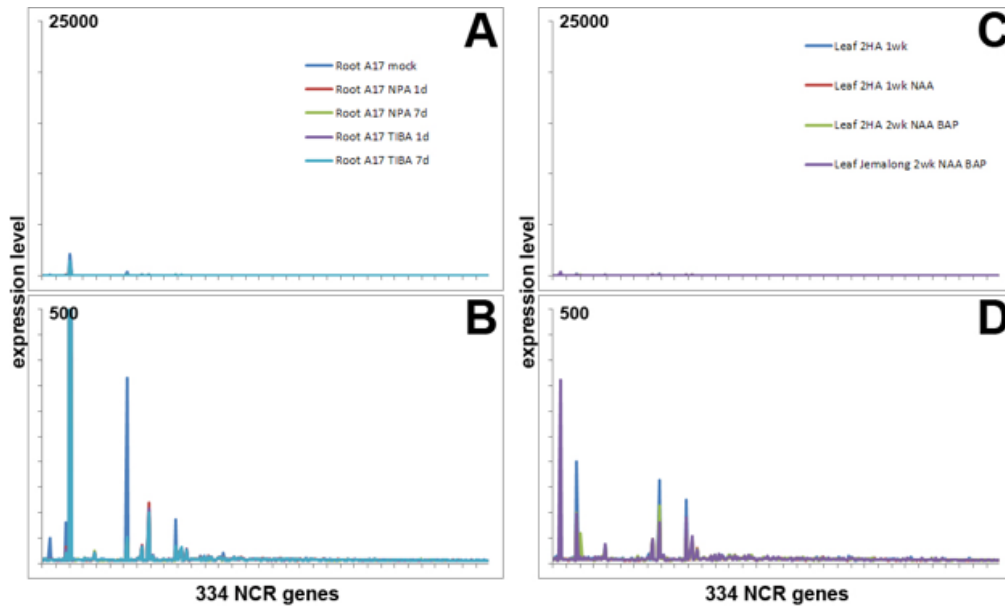 25000
A
Root A17 mock
Root A17 NPA 1d
Root A17 NPA 7d
Root A17 TIBA 1d
Root A17 TIBA 7d
500
B
expression level
334 NCR genes
25000
C
Leaf 2HA 1wk
Leaf 2HA 1wk NAA
Leaf 2HA 2wk NAA BAP
Leaf Jemalong 2wk NAA BAP
500
D
expression level
334 NCR genes